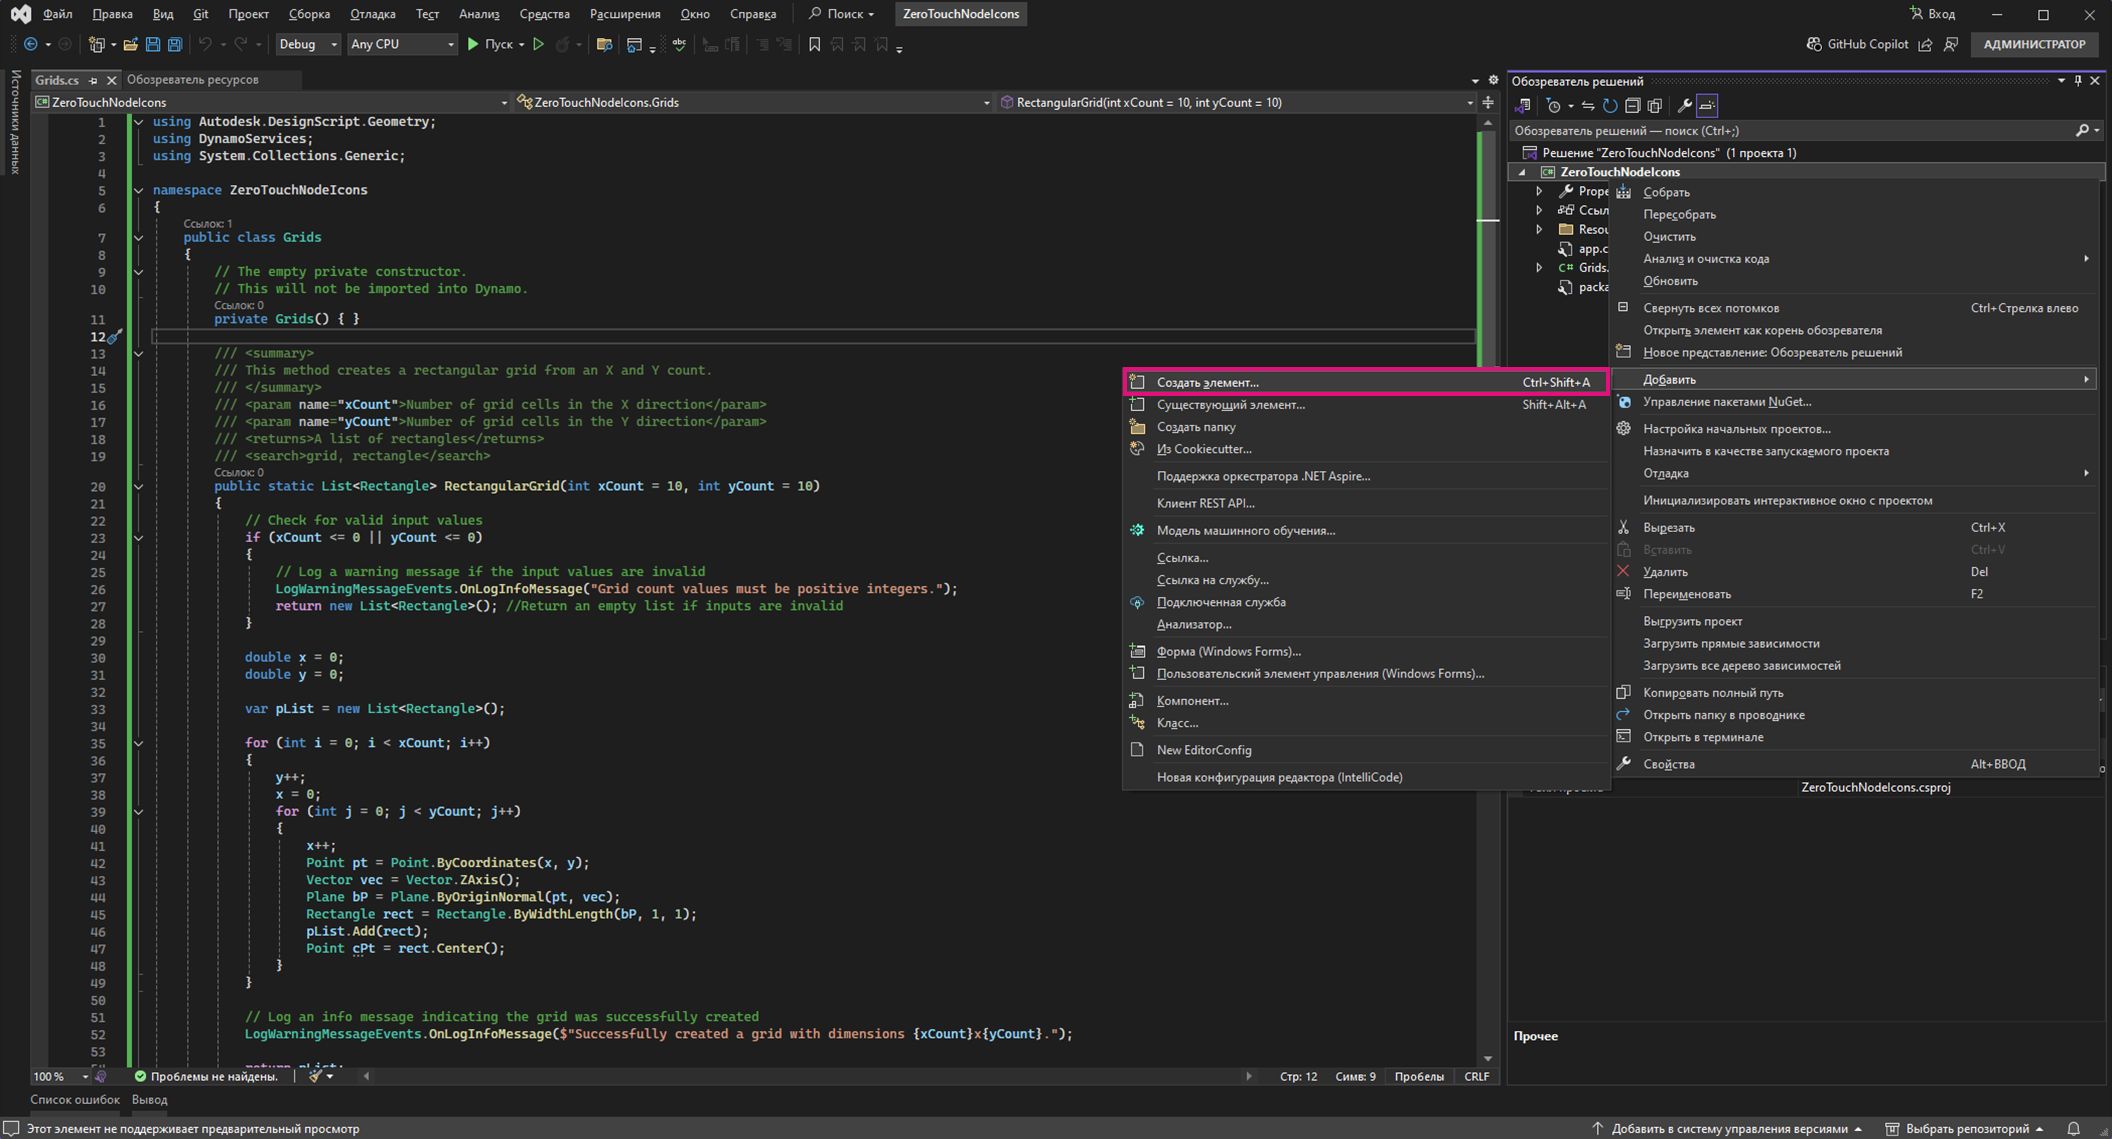 Файл Правка Вид Git Проект Сборка Отладка Тест Анализ Средства Расширения Окно Справка Поиск ZeroTouchNodeIcons Вход
Debug Any CPU Пуск GitHub Copilot АДМИНИСТРАТОР
Источники данных
Grids.cs Обозреватель ресурсов
ZeroTouchNodeIcons ZeroTouchNodeIcons.Grids RectangularGrid(int xCount = 10, int yCount = 10)
1 using Autodesk.DesignScript.Geometry;
2 using DynamoServices;
3 using System.Collections.Generic;
4
5 namespace ZeroTouchNodeIcons
6 {
Ссылок: 1
7 public class Grids
8 {
9 // The empty private constructor.
10 // This will not be imported into Dynamo.
Ссылок: 0
11 private Grids() { }
12
13 /// <summary>
14 /// This method creates a rectangular grid from an X and Y count.
15 /// </summary>
16 /// <param name="xCount">Number of grid cells in the X direction</param>
17 /// <param name="yCount">Number of grid cells in the Y direction</param>
18 /// <returns>A list of rectangles</returns>
19 /// <search>grid, rectangle</search>
Ссылок: 0
20 public static List<Rectangle> RectangularGrid(int xCount = 10, int yCount = 10)
21 {
22 // Check for valid input values
23 if (xCount <= 0 || yCount <= 0)
24 {
25 // Log a warning message if the input values are invalid
26 LogWarningMessageEvents.OnLogInfoMessage("Grid count values must be positive integers.");
27 return new List<Rectangle>(); //Return an empty list if inputs are invalid
28 }
29
30 double x = 0;
31 double y = 0;
32
33 var pList = new List<Rectangle>();
34
35 for (int i = 0; i < xCount; i++)
36 {
37 y++;
38 x = 0;
39 for (int j = 0; j < yCount; j++)
40 {
41 x++;
42 Point pt = Point.ByCoordinates(x, y);
43 Vector vec = Vector.ZAxis();
44 Plane bP = Plane.ByOriginNormal(pt, vec);
45 Rectangle rect = Rectangle.ByWidthLength(bP, 1, 1);
46 pList.Add(rect);
47 Point cPt = rect.Center();
48 }
49 }
50
51 // Log an info message indicating the grid was successfully created
52 LogWarningMessageEvents.OnLogInfoMessage($"Successfully created a grid with dimensions {xCount}x{yCount}.");
53
100 % Проблемы не найдены. Стр: 12 Симв: 9 Пробелы CRLF
Список ошибок Вывод
Создать элемент... Ctrl+Shift+A
Существующий элемент... Shift+Alt+A
Создать папку
Из Cookiecutter...
Поддержка оркестратора .NET Aspire...
Клиент REST API...
Модель машинного обучения...
Ссылка...
Ссылка на службу...
Подключенная служба
Анализатор...
Форма (Windows Forms)...
Пользовательский элемент управления (Windows Forms)...
Компонент...
Класс...
New EditorConfig
Новая конфигурация редактора (IntelliCode)
Обозреватель решений
Обозреватель решений — поиск (Ctrl+;)
Решение "ZeroTouchNodeIcons" (1 проекта 1)
ZeroTouchNodeIcons
Prope
Ссыл
Resou
app.c
Grids.
packa
Собрать
Пересобрать
Очистить
Анализ и очистка кода
Обновить
Свернуть всех потомков Ctrl+Стрелка влево
Открыть элемент как корень обозревателя
Новое представление: Обозреватель решений
Добавить
Управление пакетами NuGet...
Настройка начальных проектов...
Назначить в качестве запускаемого проекта
Отладка
Инициализировать интерактивное окно с проектом
Вырезать Ctrl+X
Вставить Ctrl+V
Удалить Del
Переименовать F2
Выгрузить проект
Загрузить прямые зависимости
Загрузить все дерево зависимостей
Копировать полный путь
Открыть папку в проводнике
Открыть в терминале
Свойства Alt+ВВОД
ZeroTouchNodeIcons.csproj
Прочее
Этот элемент не поддерживает предварительный просмотр Добавить в систему управления версиями Выбрать репозиторий